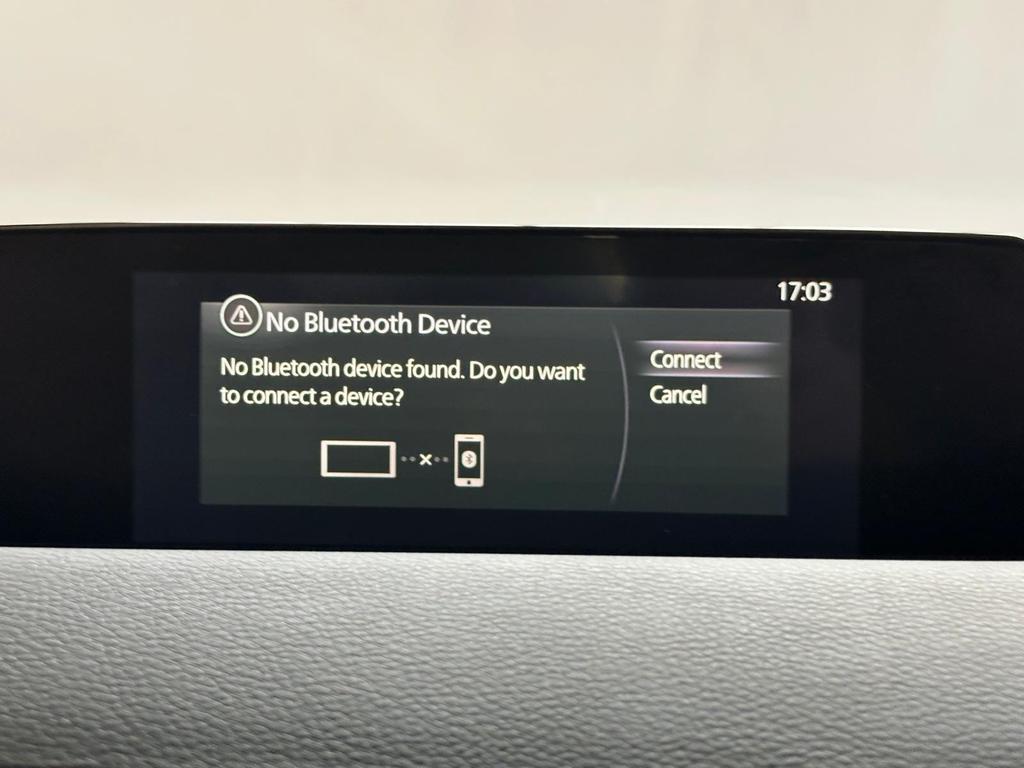 17:03
No Bluetooth Device
No Bluetooth device found. Do you want
to connect a device?
Connect
Cancel